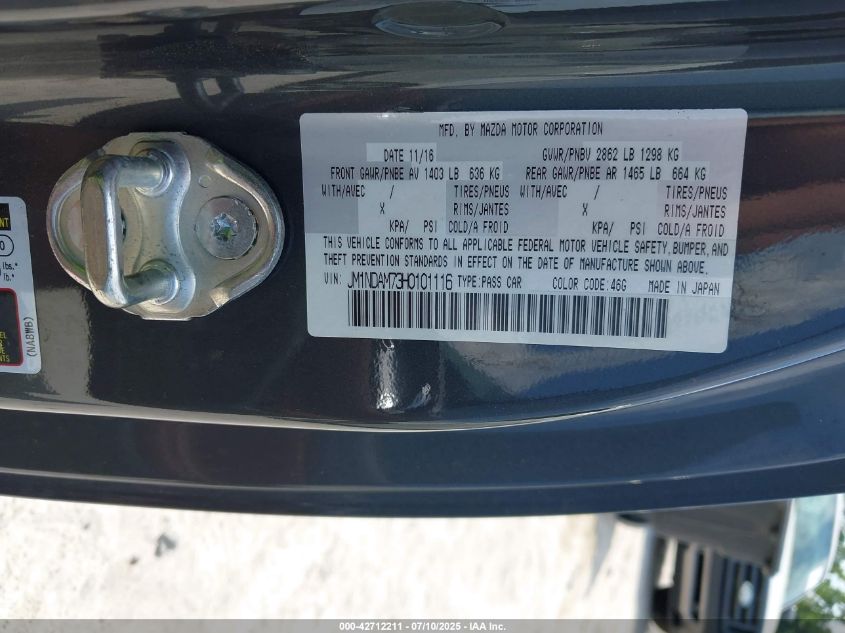 MFD. BY MAZDA MOTOR CORPORATION
DATE 11/16 GVWR/PNBV 2862 LB 1298 KG
FRONT GAWR/PNBE AV 1403 LB 636 KG REAR GAWR/PNBE AR 1465 LB 664 KG
WITH/AVEC / TIRES/PNEUS WITH/AVEC / TIRES/PNEUS
X RIMS/JANTES X RIMS/JANTES
KPA/ PSI COLD/A FROID KPA/ PSI COLD/A FROID
THIS VEHICLE CONFORMS TO ALL APPLICABLE FEDERAL MOTOR VEHICLE SAFETY, BUMPER, AND
THEFT PREVENTION STANDARDS IN EFFECT ON THE DATE OF MANUFACTURE SHOWN ABOVE.
VIN: JM1NDAM73H0101116 TYPE:PASS CAR COLOR CODE:46G MADE IN JAPAN
0
lbs.
(NA8WB)
000-42712211 - 07/10/2025 - IAA Inc.